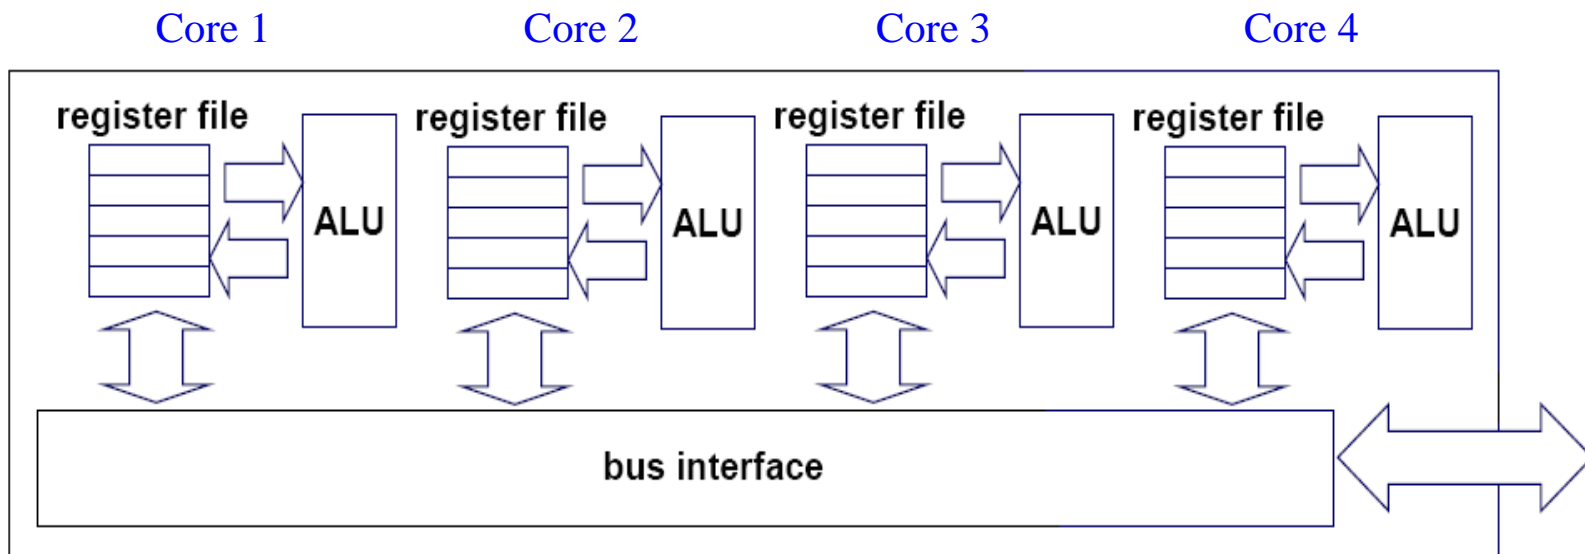 Core 1 Core 2 Core 3 Core 4
register file register file register file register file
ALU ALU ALU ALU
bus interface